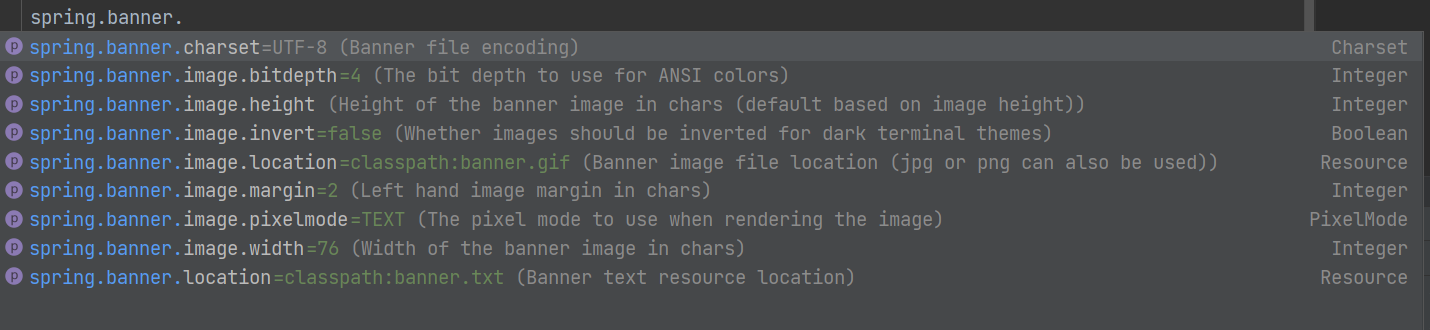 spring.banner.
p spring.banner.charset=UTF-8 (Banner file encoding) Charset
p spring.banner.image.bitdepth=4 (The bit depth to use for ANSI colors) Integer
p spring.banner.image.height (Height of the banner image in chars (default based on image height)) Integer
p spring.banner.image.invert=false (Whether images should be inverted for dark terminal themes) Boolean
p spring.banner.image.location=classpath:banner.gif (Banner image file location (jpg or png can also be used)) Resource
p spring.banner.image.margin=2 (Left hand image margin in chars) Integer
p spring.banner.image.pixelmode=TEXT (The pixel mode to use when rendering the image) PixelMode
p spring.banner.image.width=76 (Width of the banner image in chars) Integer
p spring.banner.location=classpath:banner.txt (Banner text resource location) Resource